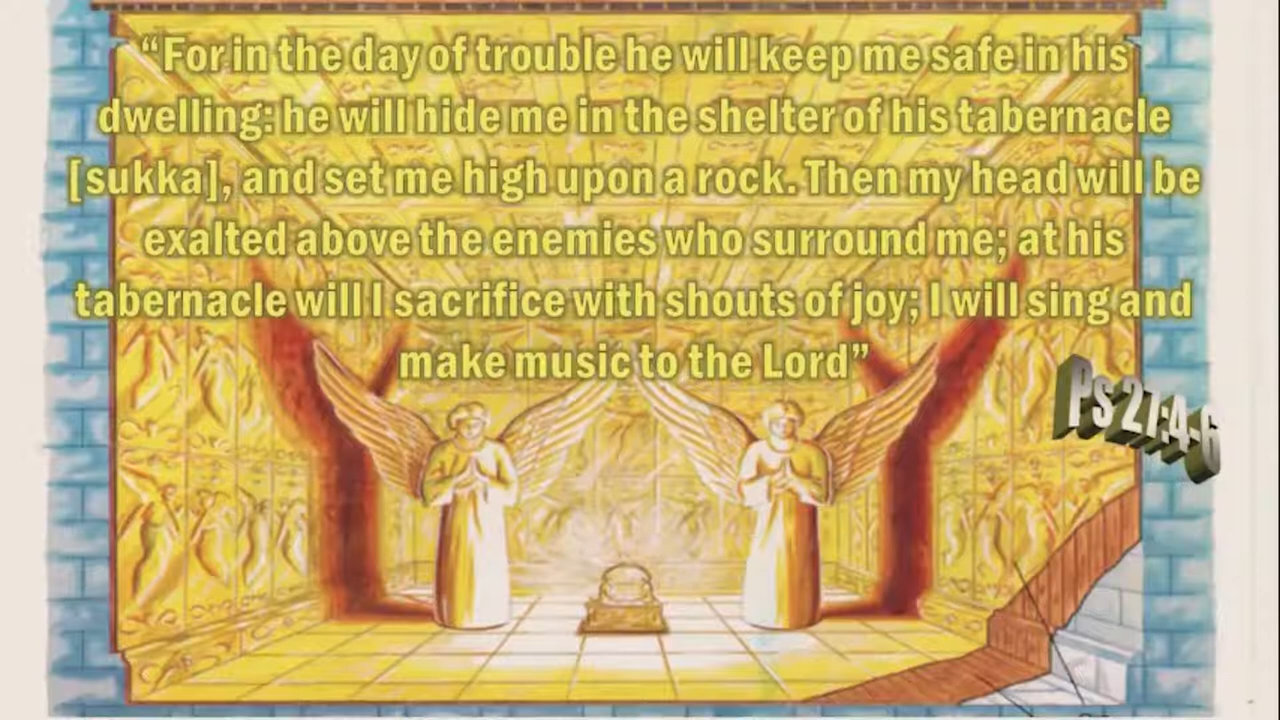 “For in the day of trouble he will keep me safe in his
dwelling: he will hide me in the shelter of his tabernacle
[sukka], and set me high upon a rock. Then my head will be
exalted above the enemies who surround me; at his
tabernacle will I sacrifice with shouts of joy; I will sing and
make music to the Lord”
Ps 27:4-6